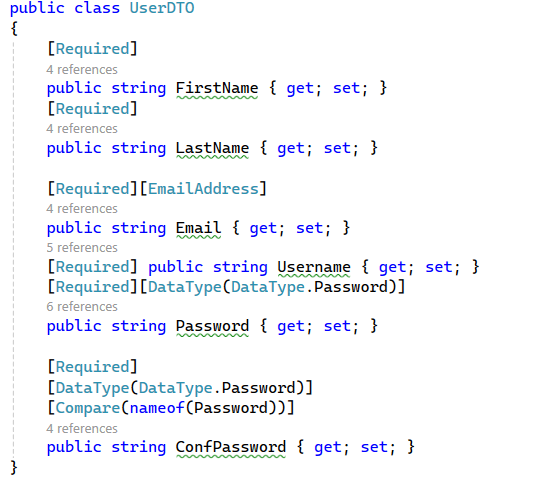 public class UserDTO
{
[Required]
4 references
public string FirstName { get; set; }
[Required]
4 references
public string LastName { get; set; }
[Required][EmailAddress]
4 references
public string Email { get; set; }
5 references
[Required] public string Username { get; set; }
[Required][DataType(DataType.Password)]
6 references
public string Password { get; set; }
[Required]
[DataType(DataType.Password)]
[Compare(nameof(Password))]
4 references
public string ConfPassword { get; set; }
}